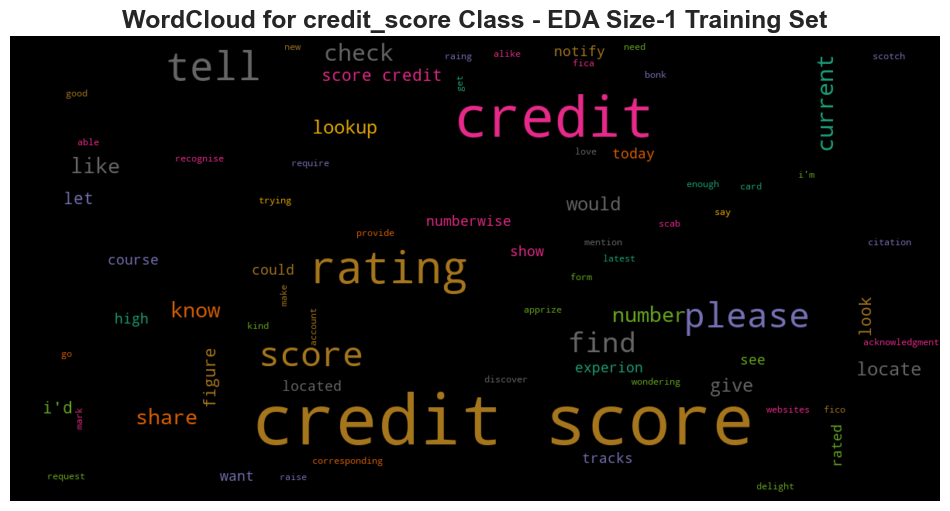 WordCloud for credit_score Class - EDA Size-1 Training Set
new
tell
check
raing
alike
notify
need
scotch
score credit
fica
bonk
get
good
credit
current
lookup
able
like
recognise
require
love
today
let
trying
enough
card
i'm
would
say
numberwise
scab
provide
mention
citation
course
could
rating
show
latest
form
make
know
high
kind
account
apprize
number
please
look
go
score
find
acknowledgment
figure
experion
see
locate
discover
wondering
located
give
i'd
mark
share
credit score
websites
fico
rated
corresponding
tracks
request
want
raise
delight